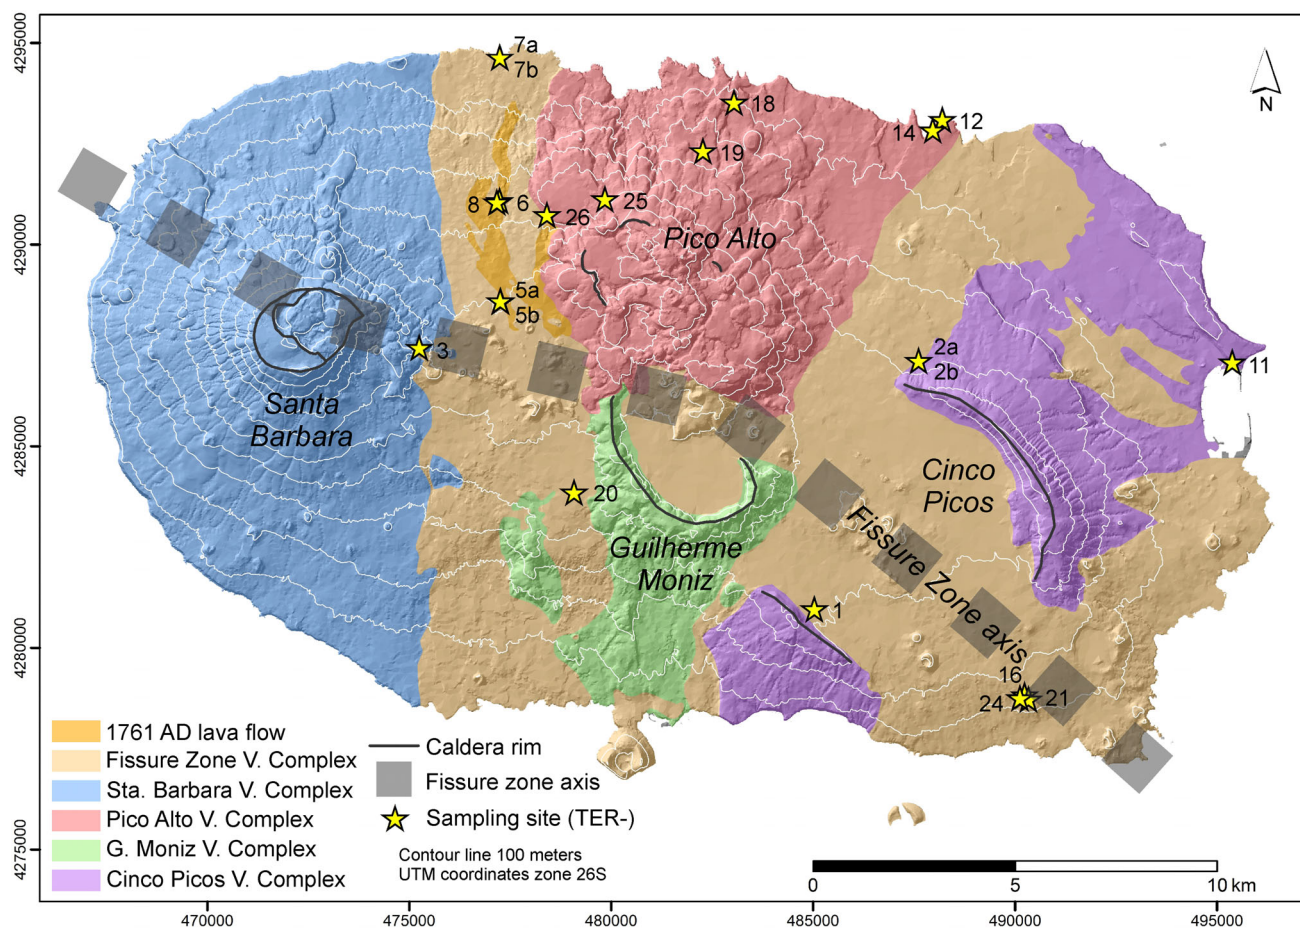 4295000
4290000
4285000
4280000
4275000
7a
7b
18
12
14
19
8
6
25
26
Pico Alto
5a
5b
3
2a
2b
11
Santa
Barbara
20
Cinco
Picos
Guilherme
Moniz
Fissure Zone axis
1
16
24
21
N
1761 AD lava flow
Fissure Zone V. Complex
Sta. Barbara V. Complex
Pico Alto V. Complex
G. Moniz V. Complex
Cinco Picos V. Complex
Caldera rim
Fissure zone axis
Sampling site (TER-)
Contour line 100 meters
UTM coordinates zone 26S
0
5
10 km
470000
475000
480000
485000
490000
495000